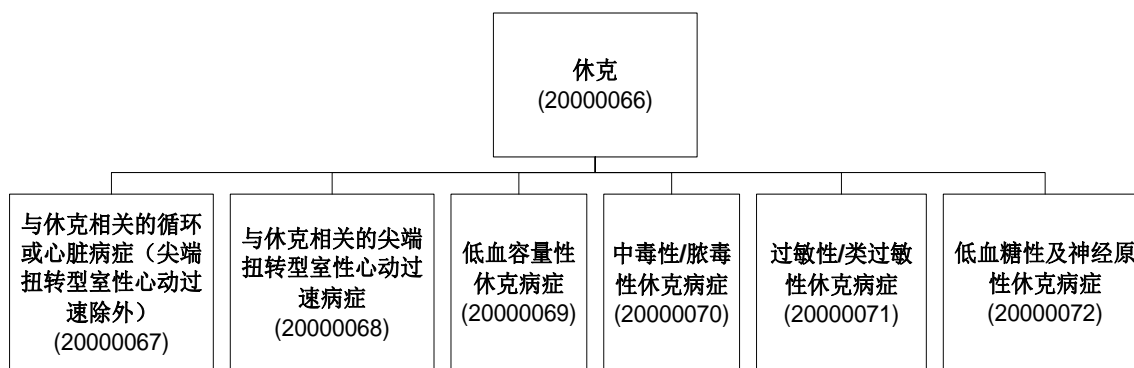 休克
(20000066)
与休克相关的循环
或心脏病症（尖端
扭转型室性心动过
速除外）
(20000067)
与休克相关的尖端
扭转型室性心动过
速病症
(20000068)
低血容量性
休克病症
(20000069)
中毒性/脓毒
性休克病症
(20000070)
过敏性/类过敏
性休克病症
(20000071)
低血糖性及神经原
性休克病症
(20000072)